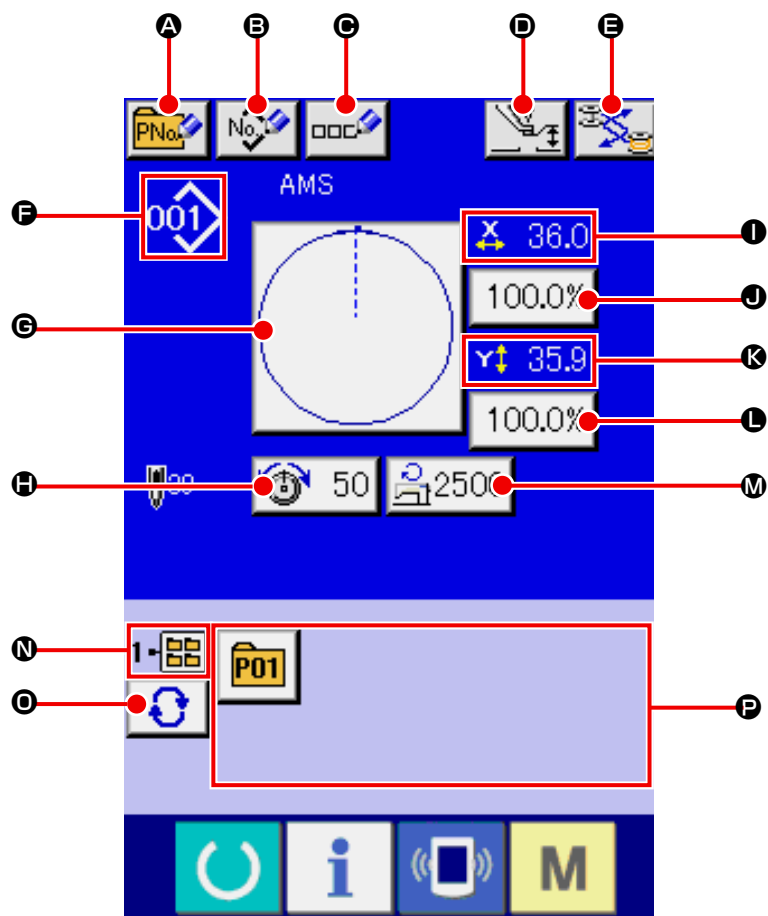 A B C D E
PNo. No.
AMS
F 001
X 36.0 I
100.0% J
G
Y 35.9 K
100.0% L
H 50 2500 M
N 1
P01
O P
i M